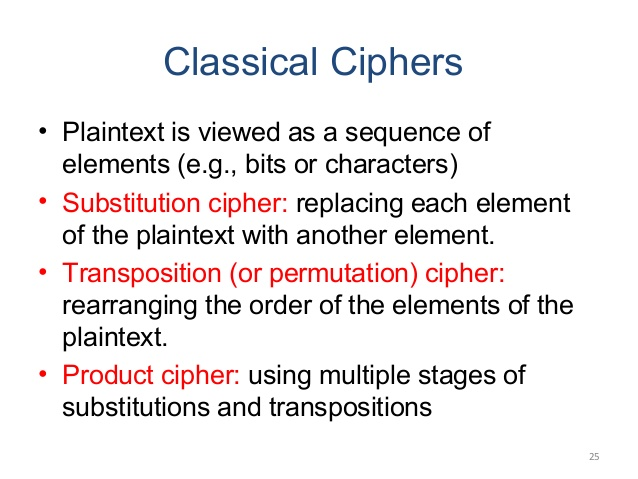 Classical Ciphers
• Plaintext is viewed as a sequence of
elements (e.g., bits or characters)
• Substitution cipher: replacing each element
of the plaintext with another element.
• Transposition (or permutation) cipher:
rearranging the order of the elements of the
plaintext.
• Product cipher: using multiple stages of
substitutions and transpositions
25